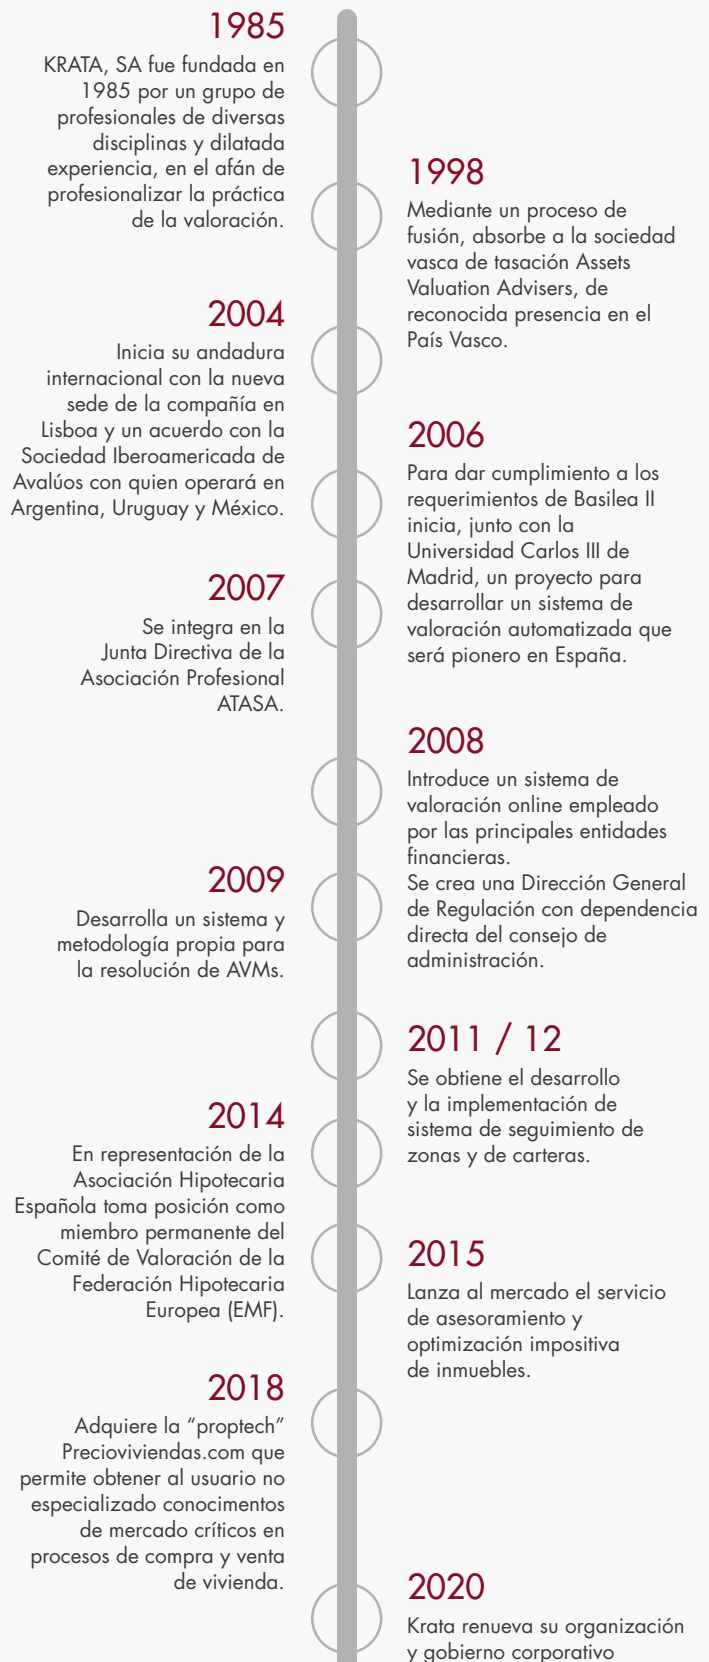 1985
KRATA, SA fue fundada en
1985 por un grupo de
profesionales de diversas
disciplinas y dilatada
experiencia, en el afán de
profesionalizar la práctica
de la valoración.
1998
Mediante un proceso de
fusión, absorbe a la sociedad
vasca de tasación Assets
Valuation Advisers, de
reconocida presencia en el
País Vasco.
2004
Inicia su andadura
internacional con la nueva
sede de la compañía en
Lisboa y un acuerdo con la
Sociedad Iberoamericada de
Avalúos con quien operará en
Argentina, Uruguay y México.
2006
Para dar cumplimiento a los
requerimientos de Basilea II
inicia, junto con la
Universidad Carlos III de
Madrid, un proyecto para
desarrollar un sistema de
valoración automatizada que
será pionero en España.
2007
Se integra en la
Junta Directiva de la
Asociación Profesional
ATASA.
2008
Introduce un sistema de
valoración online empleado
por las principales entidades
financieras.
Se crea una Dirección General
de Regulación con dependencia
directa del consejo de
administración.
2009
Desarrolla un sistema y
metodología propia para
la resolución de AVMs.
2011 / 12
Se obtiene el desarrollo
y la implementación de
sistema de seguimiento de
zonas y de carteras.
2014
En representación de la
Asociación Hipotecaria
Española toma posición como
miembro permanente del
Comité de Valoración de la
Federación Hipotecaria
Europea (EMF).
2015
Lanza al mercado el servicio
de asesoramiento y
optimización impositiva
de inmuebles.
2018
Adquiere la “proptech”
Precioviviendas.com que
permite obtener al usuario no
especializado conocimentos
de mercado críticos en
procesos de compra y venta
de vivienda.
2020
Krata renueva su organización
y gobierno corporativo